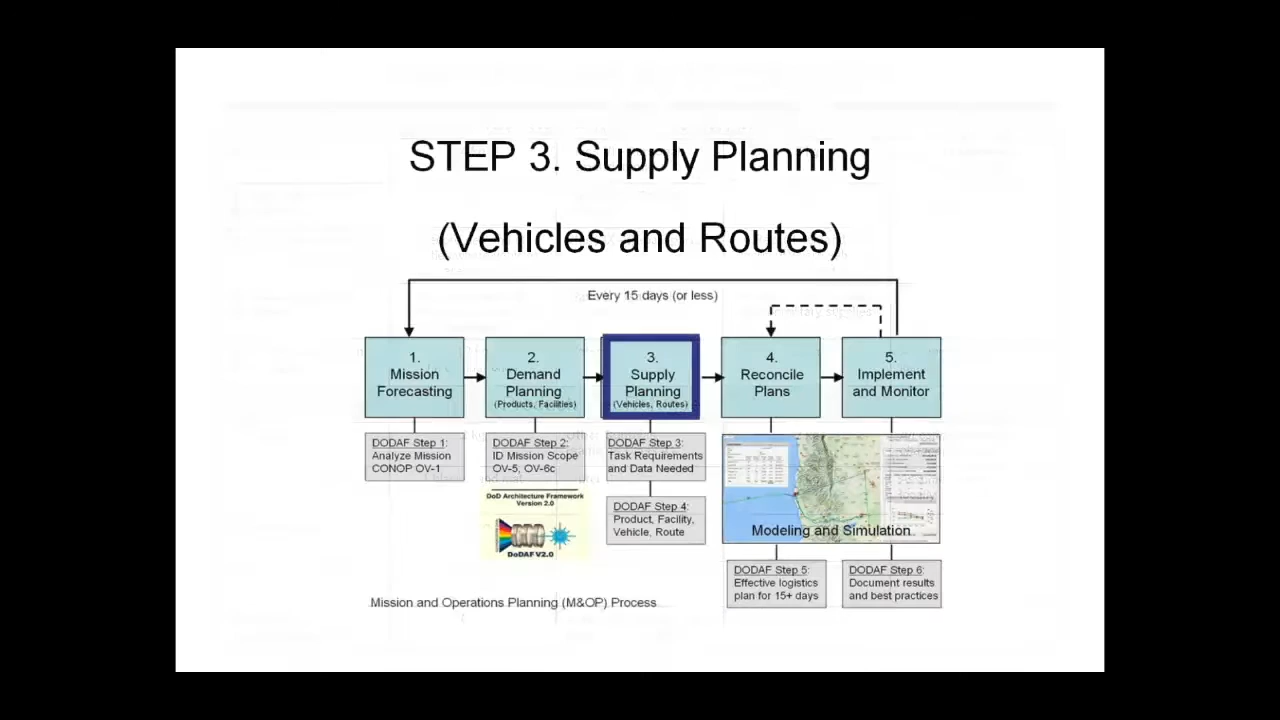 STEP 3. Supply Planning
(Vehicles and Routes)
Every 15 days (or less)
1.
Mission
Forecasting
2.
Demand
Planning
(Products, Facilities)
3.
Supply
Planning
(Vehicles, Routes)
4.
Reconcile
Plans
5.
Implement
and Monitor
DODAF Step 1:
Analyze Mission
CONOP OV-1
DODAF Step 2:
ID Mission Scope
OV-5, OV-6c
DODAF Step 3:
Task Requirements
and Data Needed
DoD Architecture Framework
Version 2.0
DoDAF V2.0
DODAF Step 4:
Product, Facility,
Vehicle, Route
Modeling and Simulation
DODAF Step 5:
Effective logistics
plan for 15+ days
DODAF Step 6:
Document results
and best practices
Mission and Operations Planning (M&OP) Process